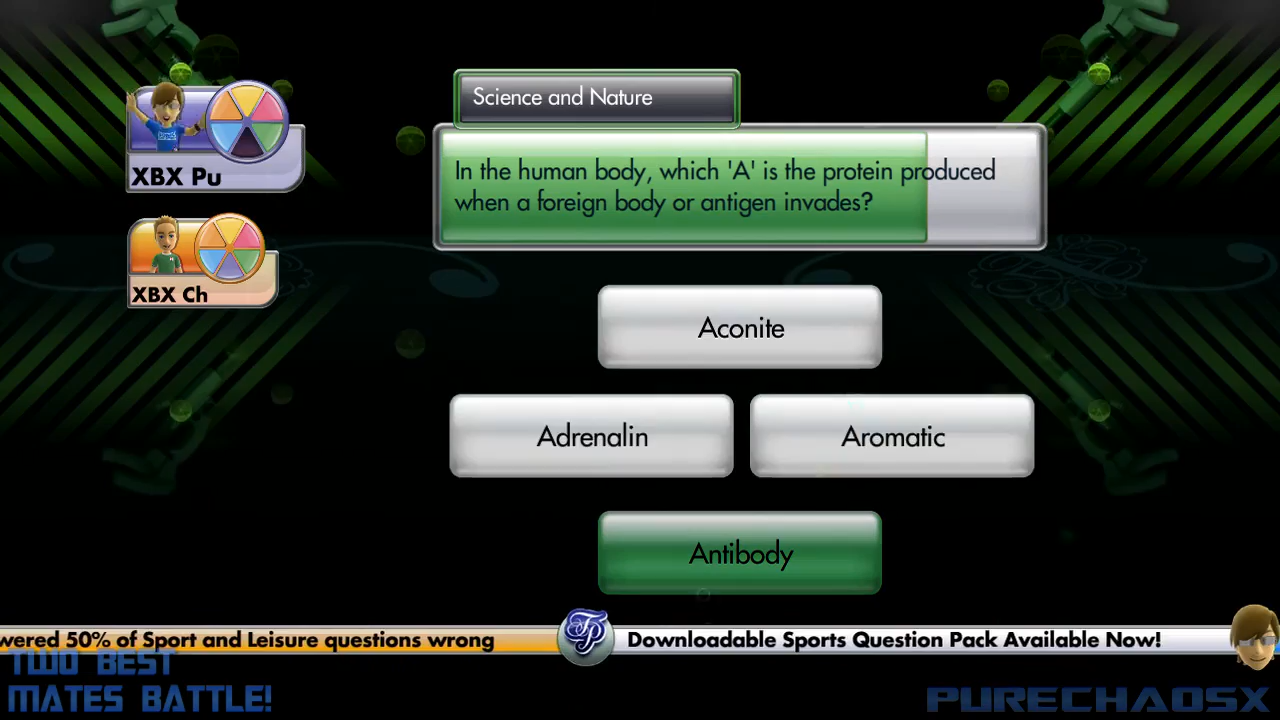 Science and Nature
In the human body, which 'A' is the protein produced
when a foreign body or antigen invades?
XBX Pu
XBX Ch
Aconite
Adrenalin
Aromatic
Antibody
wered 50% of Sport and Leisure questions wrong
TP
Downloadable Sports Question Pack Available Now!
TWO BEST
MATES BATTLE!
PURECHAOSX